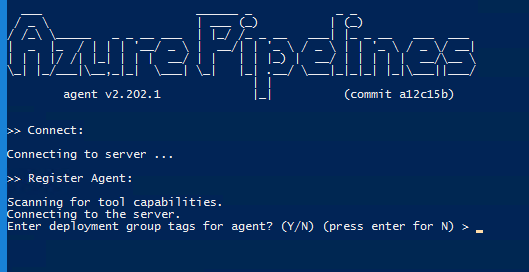 Azure Pipelines
agent v2.202.1 (commit a12c15b)
>> Connect:
Connecting to server ...
>> Register Agent:
Scanning for tool capabilities.
Connecting to the server.
Enter deployment group tags for agent? (Y/N) (press enter for N) > _